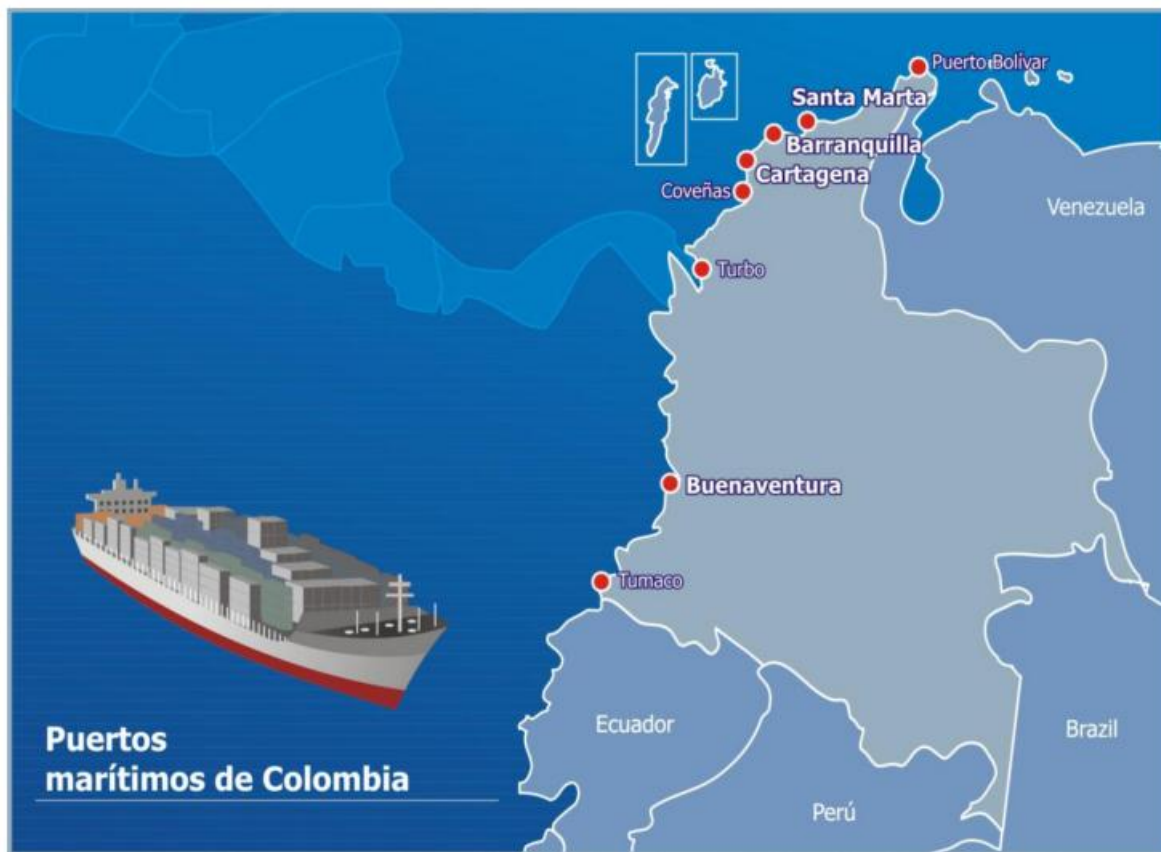 Puerto Bolívar
Santa Marta
Barranquilla
Cartagena
Coveñas
Venezuela
Turbo
Buenaventura
Tumaco
Ecuador
Brazil
Perú
Puertos
marítimos de Colombia